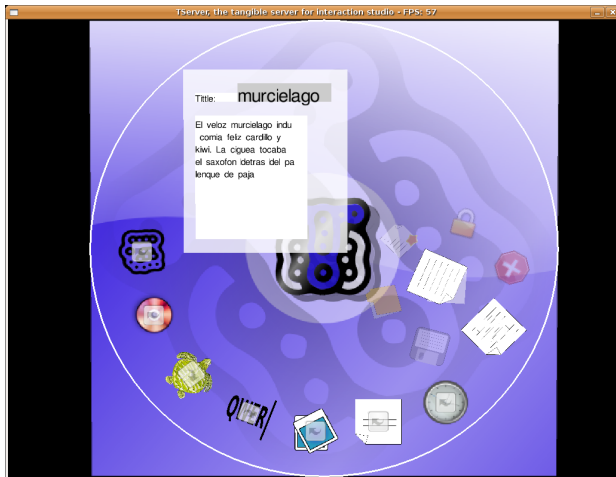 TServer, the tangible server for interaction studio - FPS: 57
Tittle: murcielago
El veloz murcielago indu
comia feliz cardillo y
kiwi. La ciguea tocaba
el saxofon detras del pa
lenque de paja